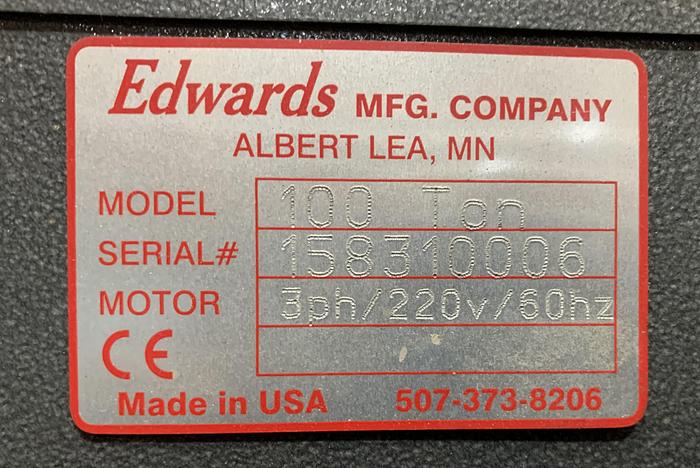 Edwards MFG. COMPANY
ALBERT LEA, MN
MODEL 100 Ton
SERIAL# 158310006
MOTOR 3ph/220v/60hz
CE
Made in USA 507-373-8206